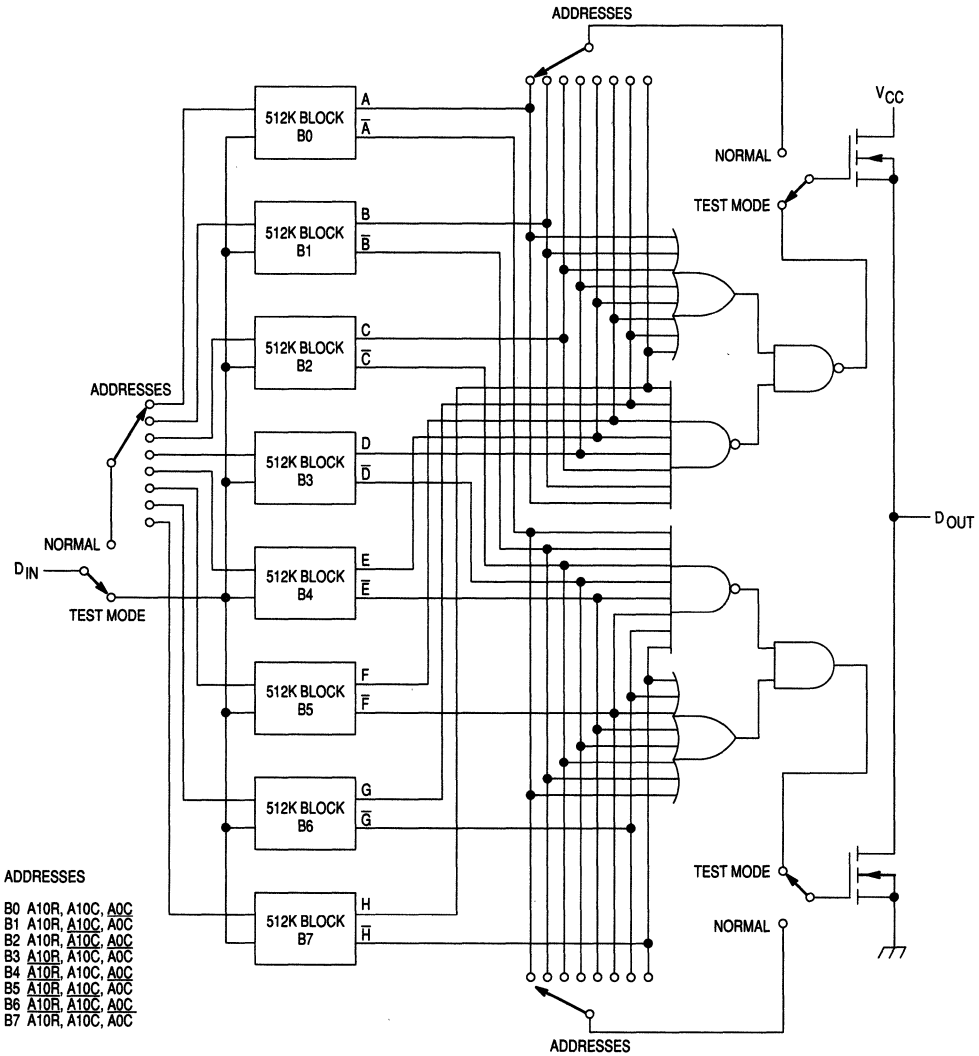 ADDRESSES
V CC
512K BLOCK
B0
A
A̅
NORMAL
TEST MODE
512K BLOCK
B1
B
B̅
512K BLOCK
B2
C
C̅
ADDRESSES
512K BLOCK
B3
D
D̅
D OUT
NORMAL
D IN
TEST MODE
512K BLOCK
B4
E
E̅
512K BLOCK
B5
F
F̅
512K BLOCK
B6
G
G̅
TEST MODE
NORMAL
512K BLOCK
B7
H
H̅
ADDRESSES
B0 A10R, A10C, A0C
B1 A10R, A10C, A0C
B2 A10R, A10C, A0C
B3 A10R, A10C, A0C
B4 A10R, A10C, A0C
B5 A10R, A10C, A0C
B6 A10R, A10C, A0C
B7 A10R, A10C, A0C
ADDRESSES